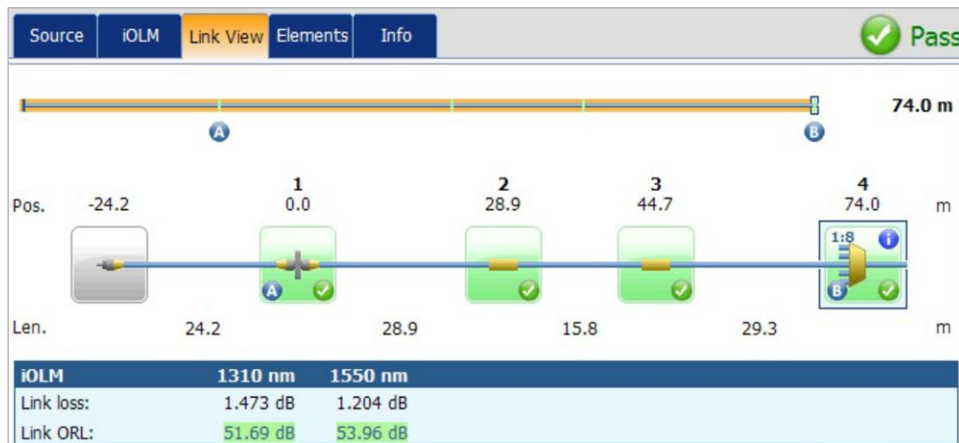 Source iOLM Link View Elements Info Pass
74.0 m
A B
1 2 3 4
Pos. -24.2 0.0 28.9 44.7 74.0 m
1:8 i
A B
Len. 24.2 28.9 15.8 29.3 m
iOLM 1310 nm 1550 nm
Link loss: 1.473 dB 1.204 dB
Link ORL: 51.69 dB 53.96 dB